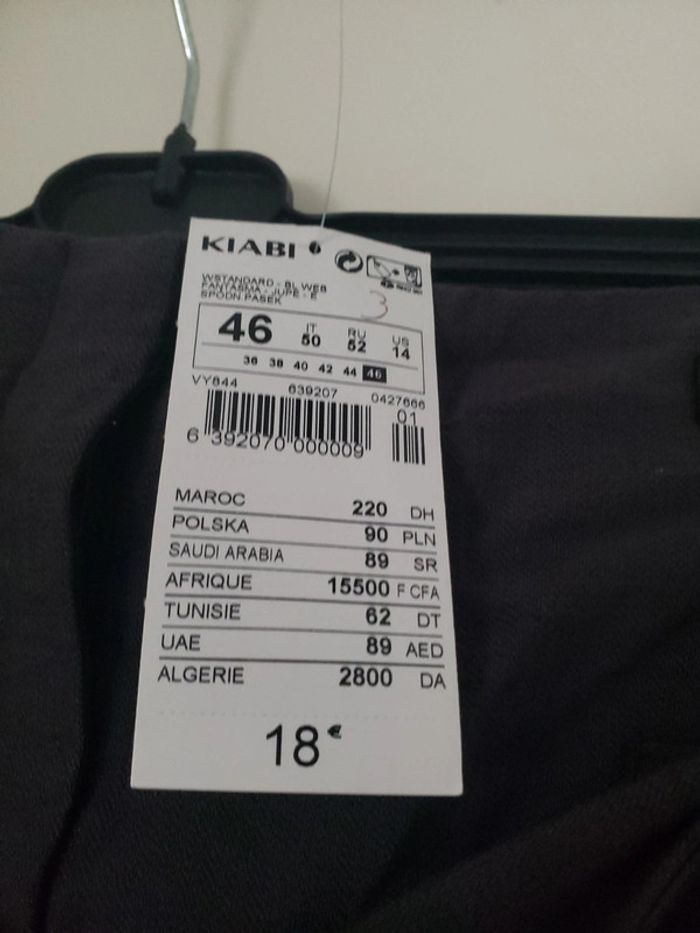 KIABI
WSTANDARD - BL WEB
FANTASMA - JUPE - E
SPÓDN.PASEK
3
46 IT 50 RU 52 US 14
36 38 40 42 44 46
VY844 639207 0427666
01
6 392070 000009
MAROC 220 DH
POLSKA 90 PLN
SAUDI ARABIA 89 SR
AFRIQUE 15500 F CFA
TUNISIE 62 DT
UAE 89 AED
ALGERIE 2800 DA
18€